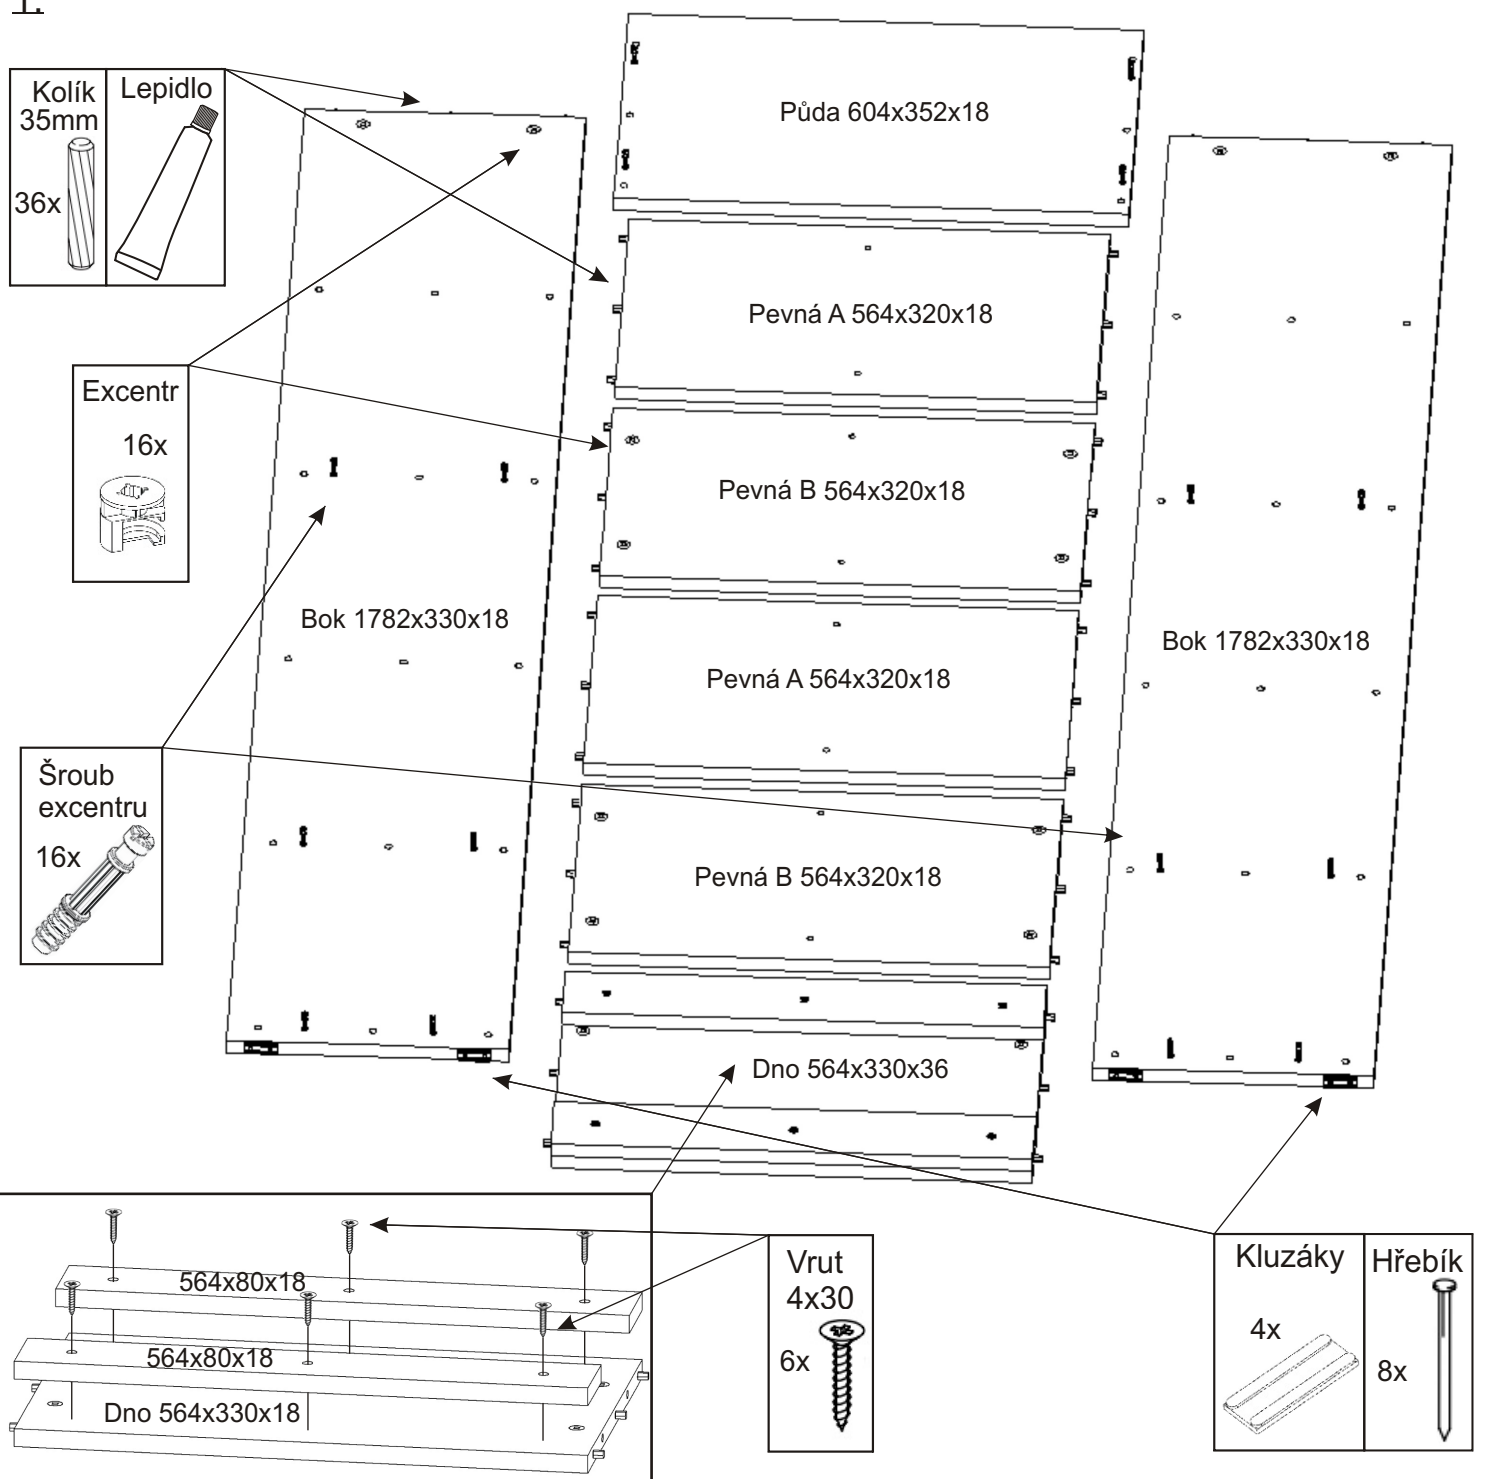 1.
Kolík
35mm
36x
Lepidlo
Půda 604x352x18
Pevná A 564x320x18
Excentr
16x
Pevná B 564x320x18
Bok 1782x330x18
Bok 1782x330x18
Pevná A 564x320x18
Šroub
excentru
16x
Pevná B 564x320x18
Dno 564x330x36
564x80x18
564x80x18
Dno 564x330x18
Vrut
4x30
6x
Kluzáky
4x
Hřebík
8x